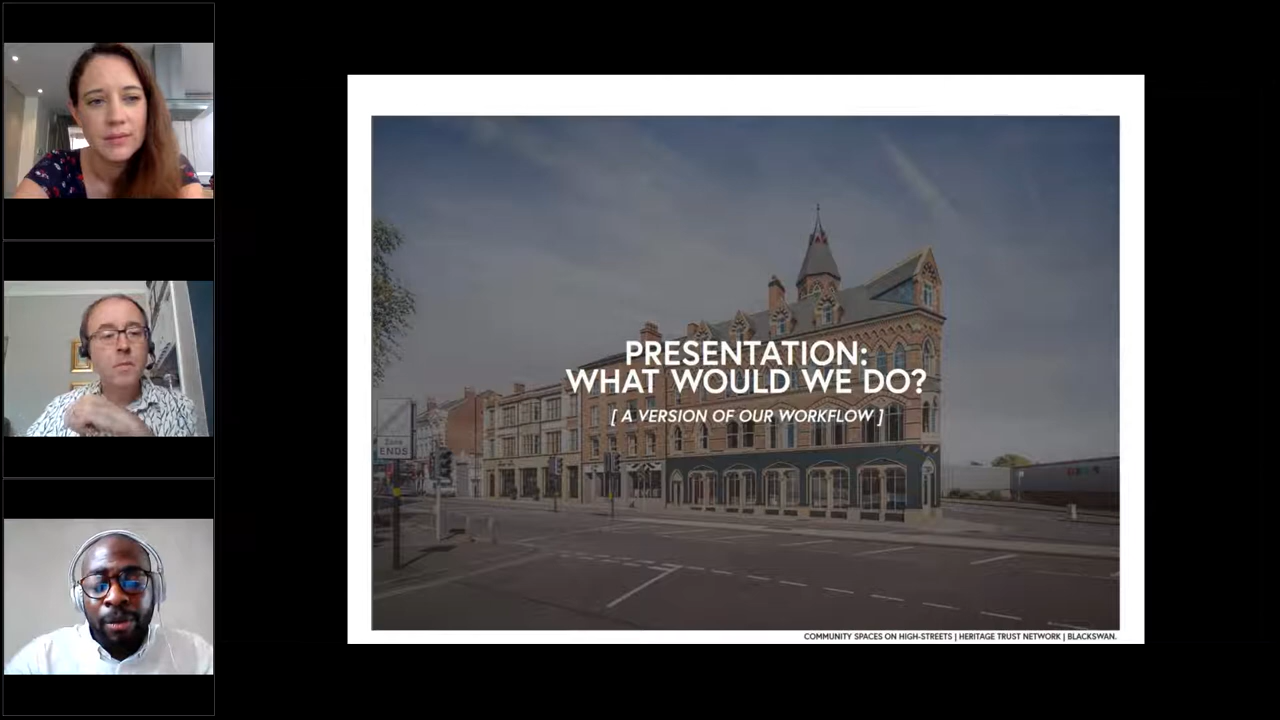 PRESENTATION:
WHAT WOULD WE DO?
[ A VERSION OF OUR WORKFLOW ]
Zone
ENDS
COMMUNITY SPACES ON HIGH-STREETS | HERITAGE TRUST NETWORK | BLACKSWAN.